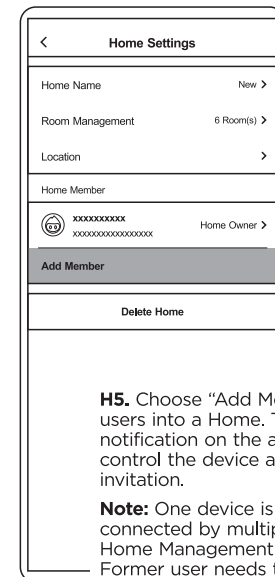 < Home Settings
Home Name New >
Room Management 6 Room(s) >
Location >
Home Member
xxxxxxxxxx
xxxxxxxxxxxxxxxxx Home Owner >
Add Member
Delete Home
H5. Choose “Add
users into a Home.
notification on the
control the device
invitation.
Note: One device is
connected by
Home Management
Former user needs